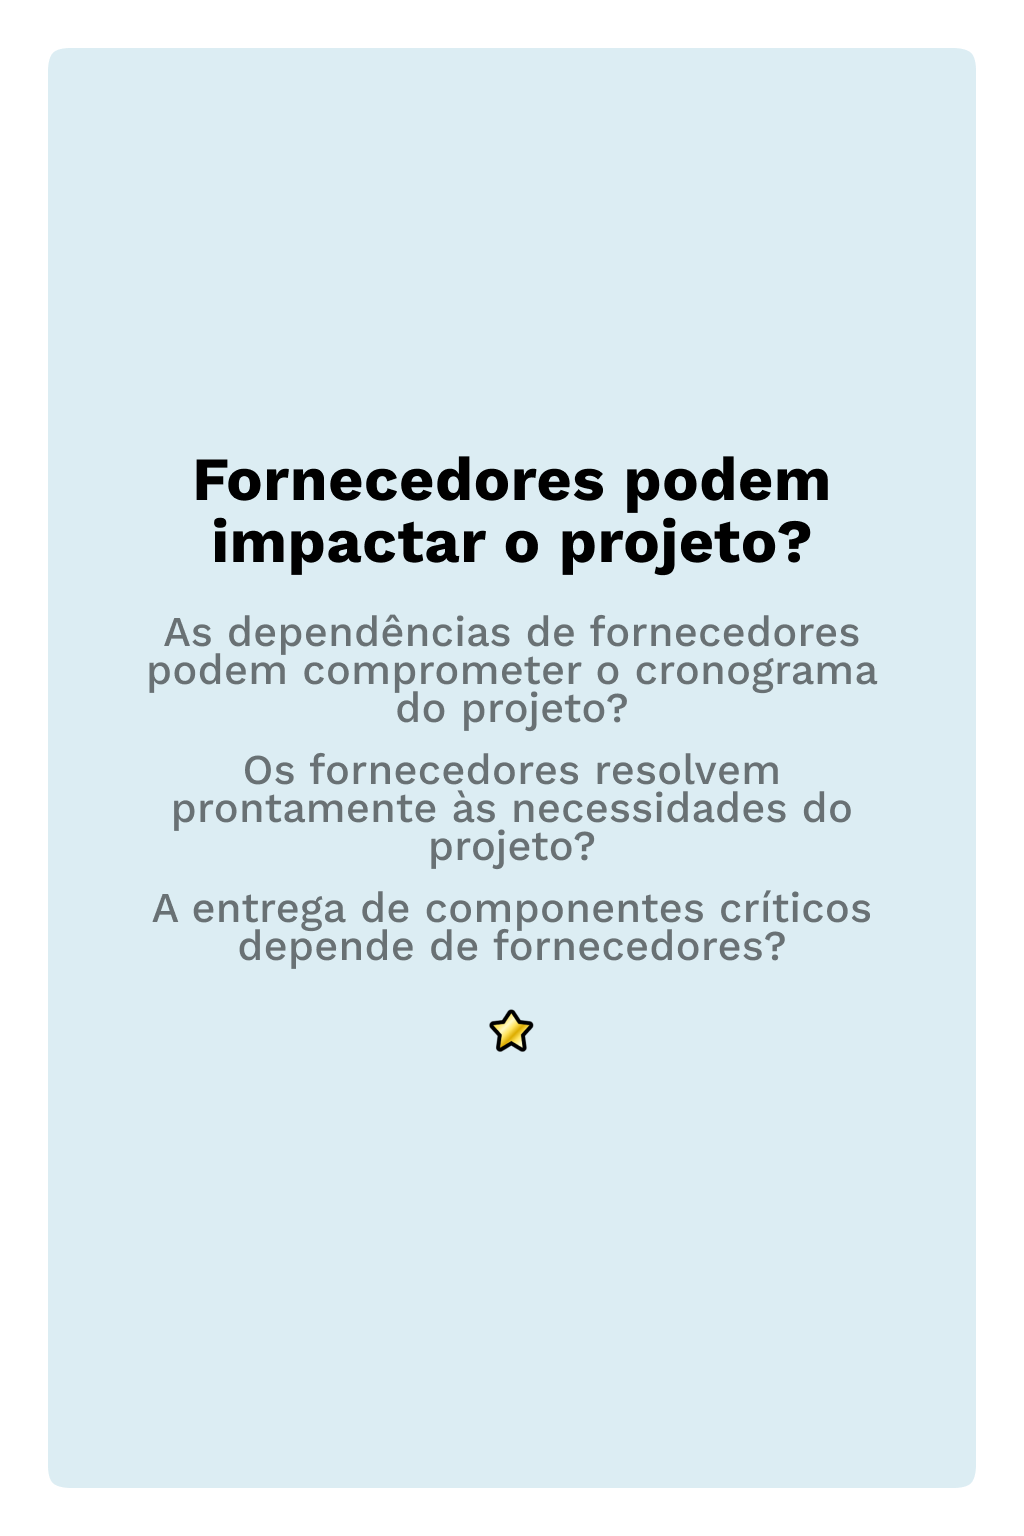 Fornecedores podem
impactar o projeto?
As dependências de fornecedores
podem comprometer o cronograma
do projeto?
Os fornecedores resolvem
prontamente às necessidades do
projeto?
A entrega de componentes críticos
depende de fornecedores?